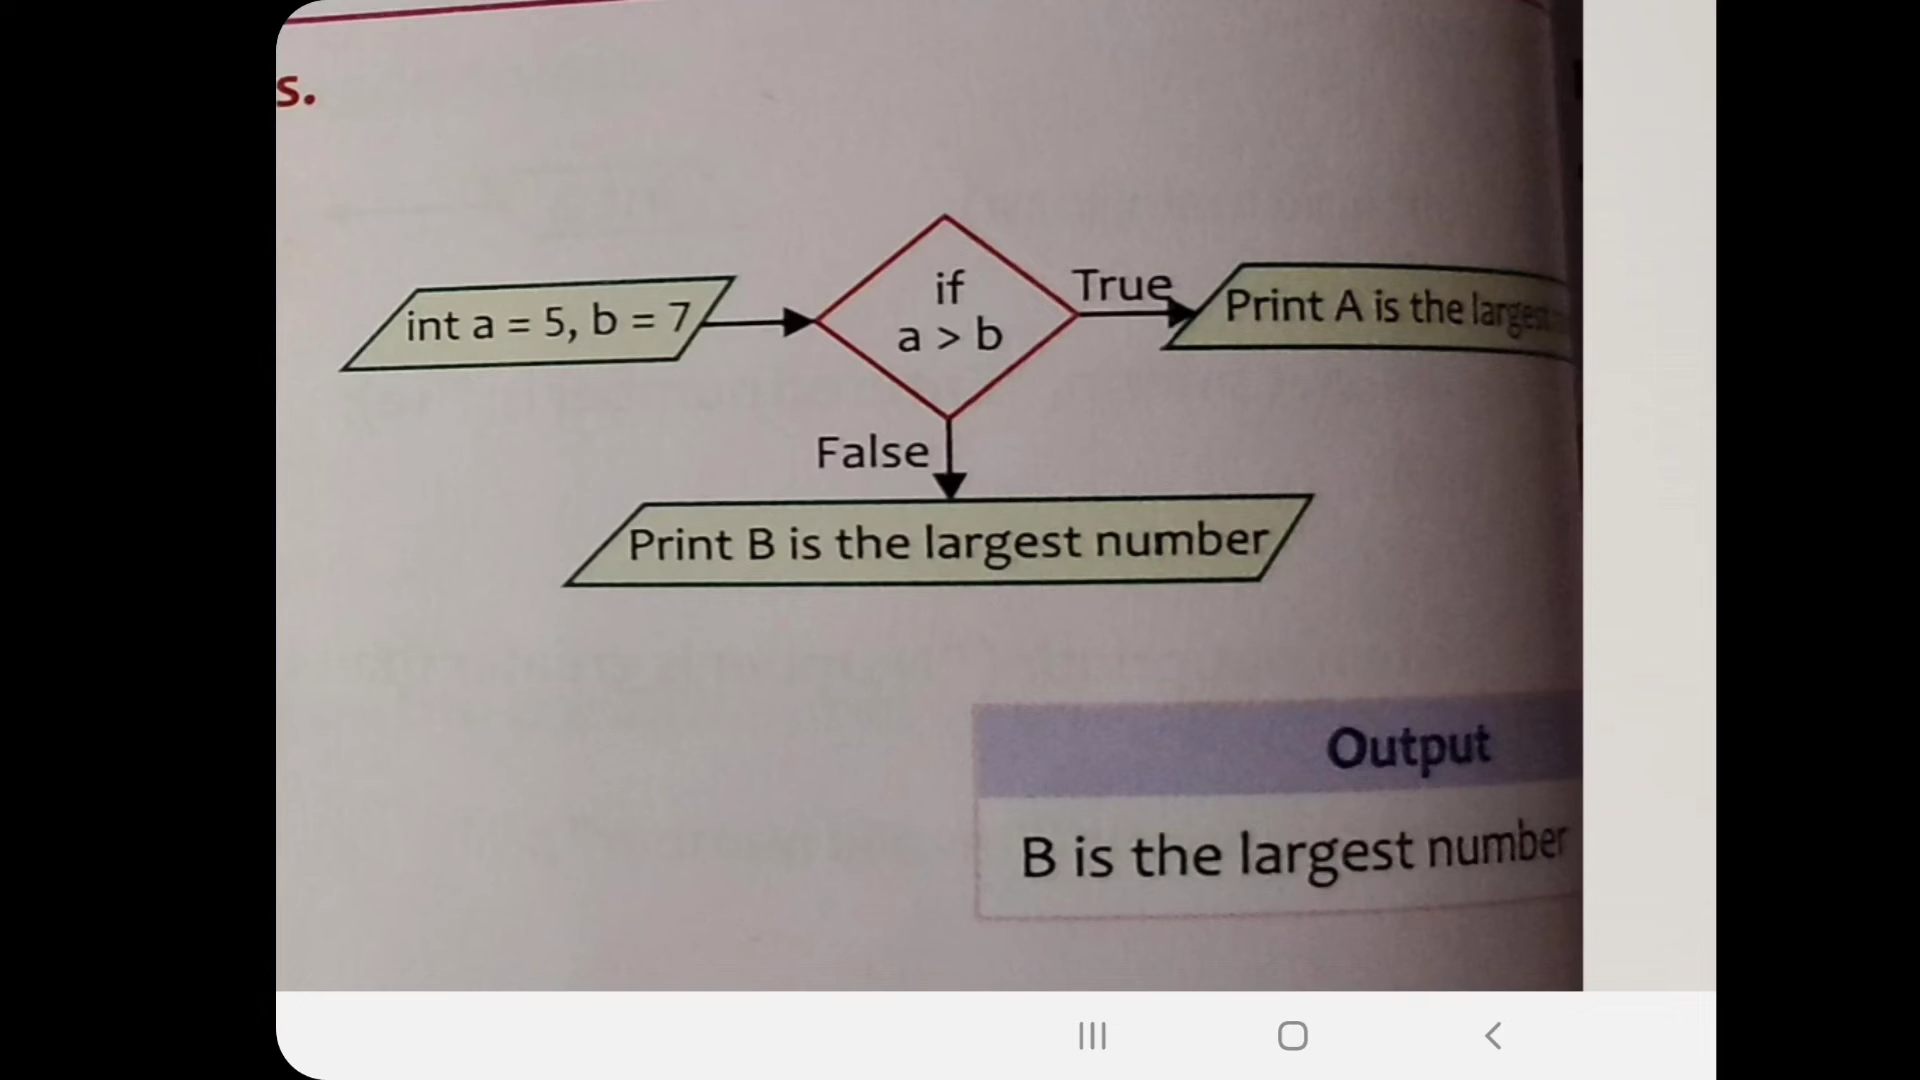 s.
int a = 5, b = 7
if
a > b
True
Print A is the largest
False
Print B is the largest number
Output
B is the largest number